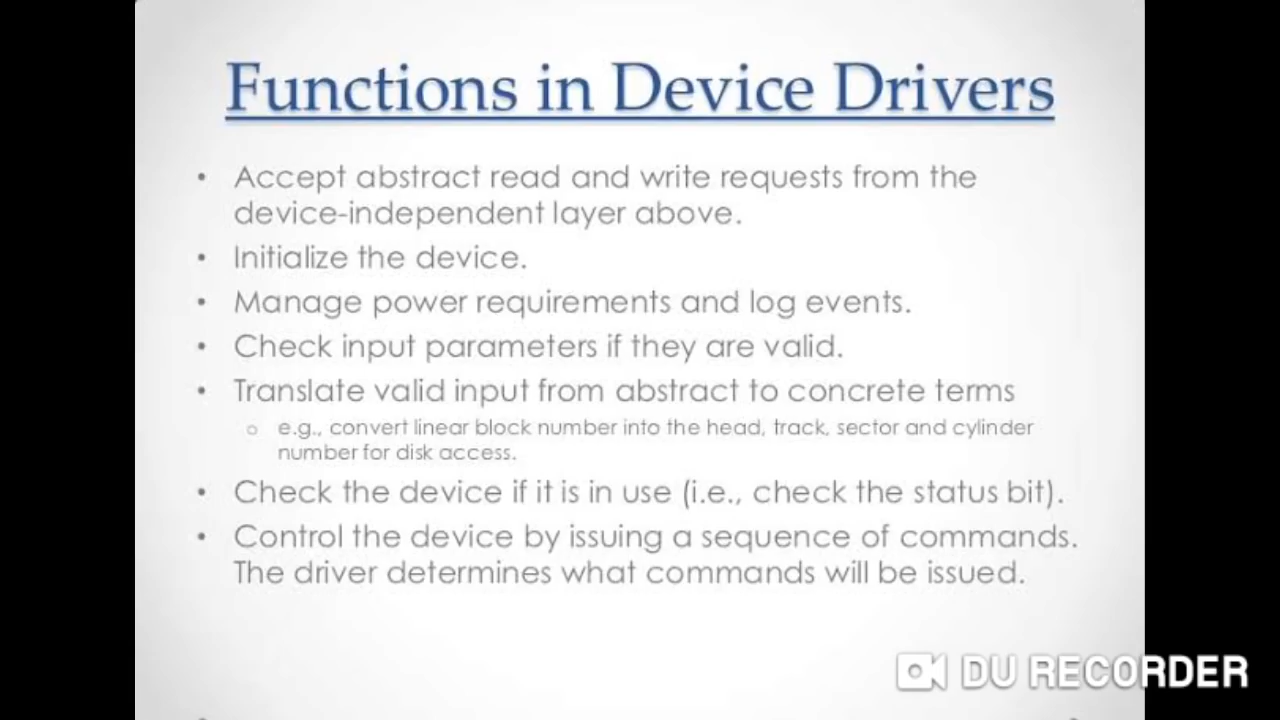 Functions in Device Drivers
• Accept abstract read and write requests from the
device-independent layer above.
• Initialize the device.
• Manage power requirements and log events.
• Check input parameters if they are valid.
• Translate valid input from abstract to concrete terms
o e.g., convert linear block number into the head, track, sector and cylinder
number for disk access.
• Check the device if it is in use (i.e., check the status bit).
• Control the device by issuing a sequence of commands.
The driver determines what commands will be issued.
DU RECORDER